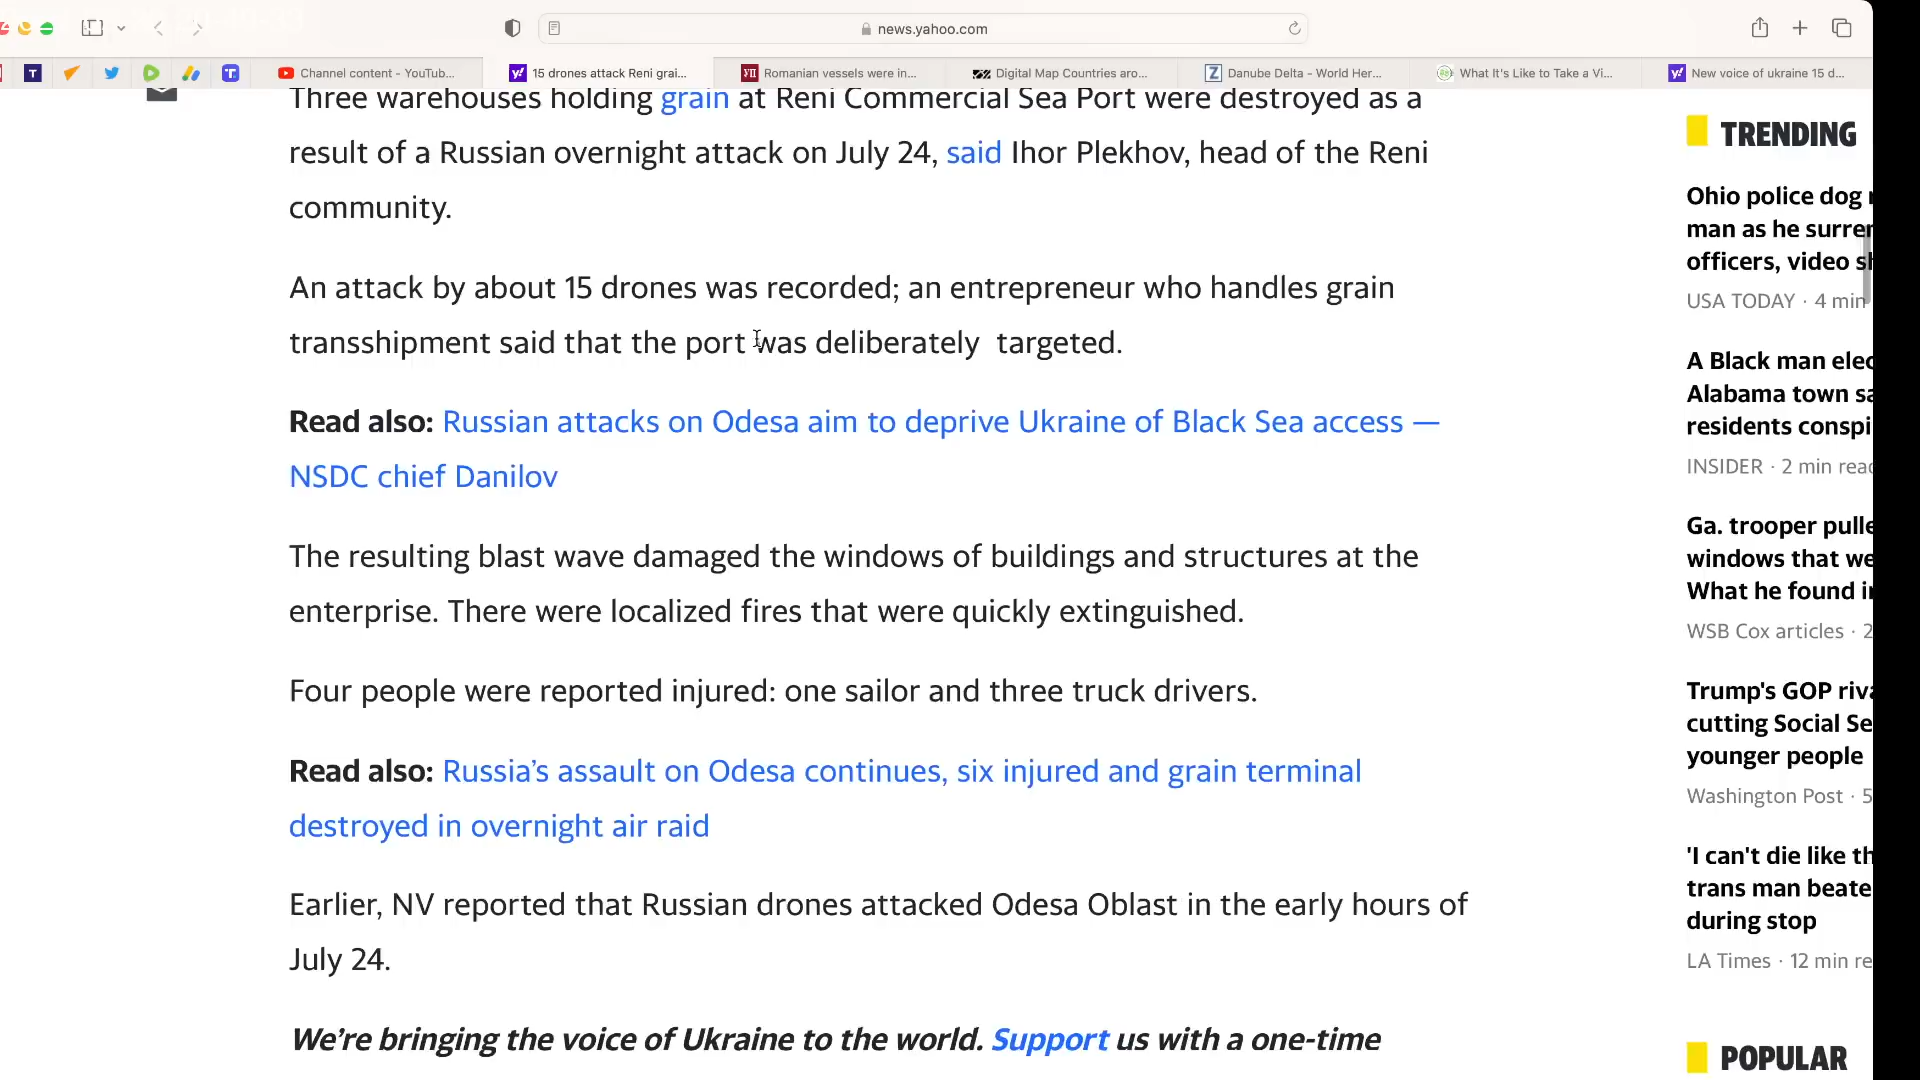 news.yahoo.com
Channel content - YouTub...
15 drones attack Reni grai...
Romanian vessels were in...
Digital Map Countries aro...
Danube Delta - World Her...
What It's Like to Take a Vi...
New voice of ukraine 15 d...
Three warehouses holding grain at Reni Commercial Sea Port were destroyed as a
result of a Russian overnight attack on July 24, said Ihor Plekhov, head of the Reni
community.
An attack by about 15 drones was recorded; an entrepreneur who handles grain
transshipment said that the port was deliberately  targeted.
Read also: Russian attacks on Odesa aim to deprive Ukraine of Black Sea access —
NSDC chief Danilov
The resulting blast wave damaged the windows of buildings and structures at the
enterprise. There were localized fires that were quickly extinguished.
Four people were reported injured: one sailor and three truck drivers.
Read also: Russia’s assault on Odesa continues, six injured and grain terminal
destroyed in overnight air raid
Earlier, NV reported that Russian drones attacked Odesa Oblast in the early hours of
July 24.
We’re bringing the voice of Ukraine to the world. Support us with a one-time
TRENDING
Ohio police dog
man as he surre
officers, video
USA TODAY · 4 min
A Black man elec
Alabama town sa
residents conspi
INSIDER · 2 min read
Ga. trooper pulle
windows that we
What he found i
WSB Cox articles · 2
Trump's GOP riva
cutting Social Se
younger people
Washington Post · 5
'I can't die like th
trans man beate
during stop
LA Times · 12 min re
POPULAR